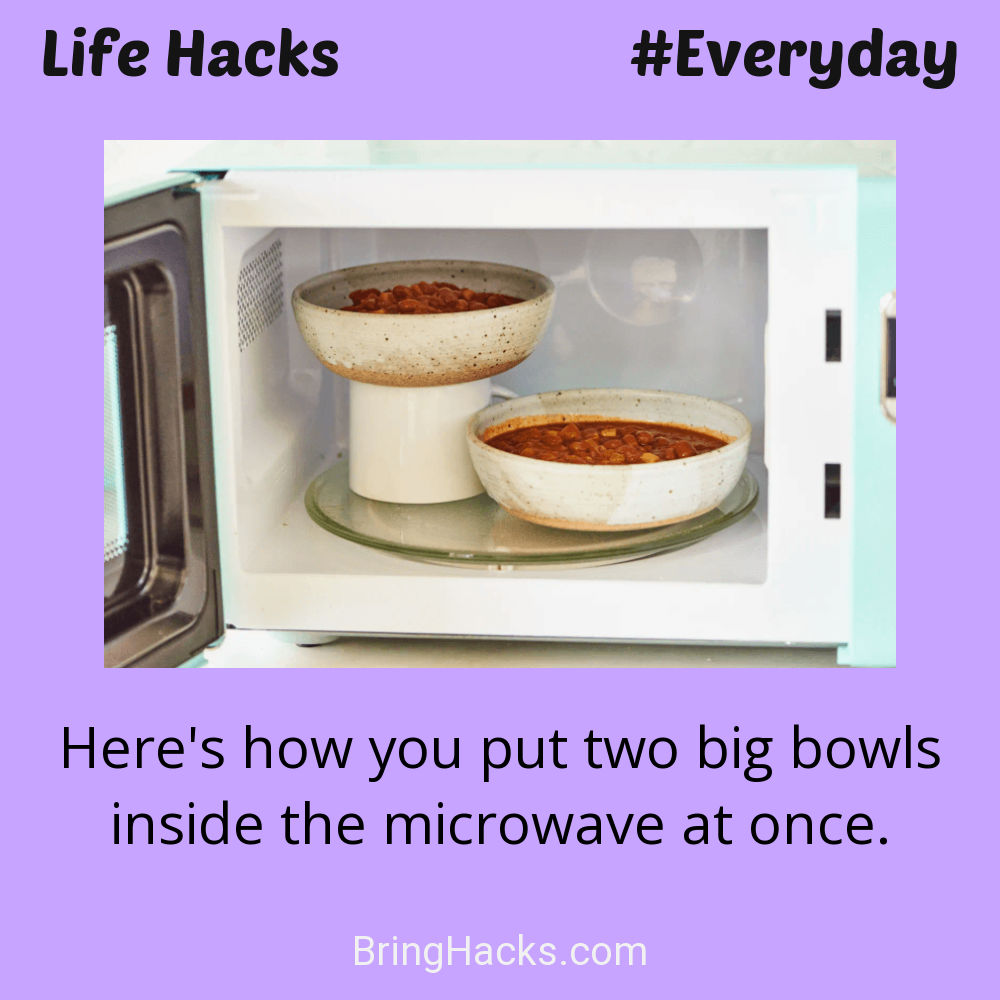 Life Hacks
#Everyday
Here's how you put two big bowls
inside the microwave at once.
BringHacks.com